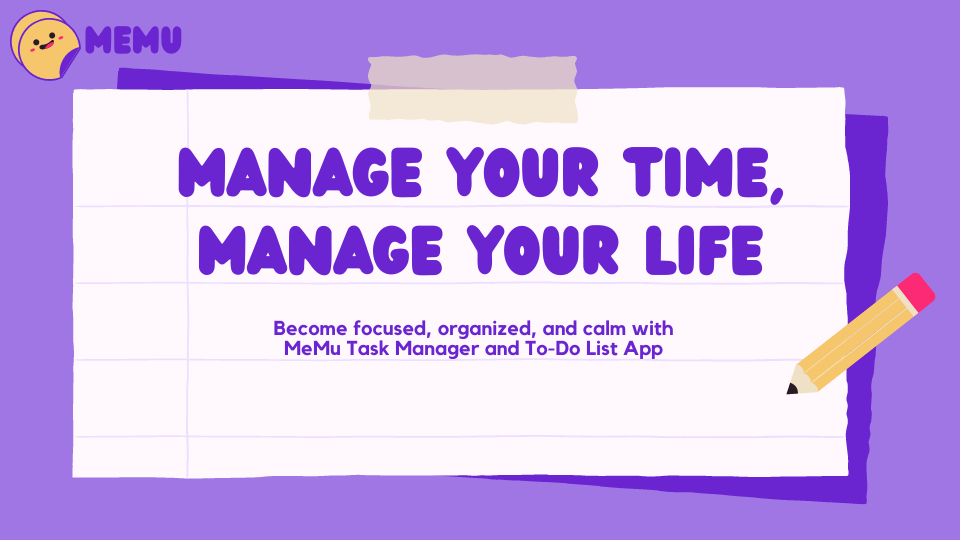 MEMU
MANAGE YOUR TIME,
MANAGE YOUR LIFE
Become focused, organized, and calm with
MeMu Task Manager and To-Do List App